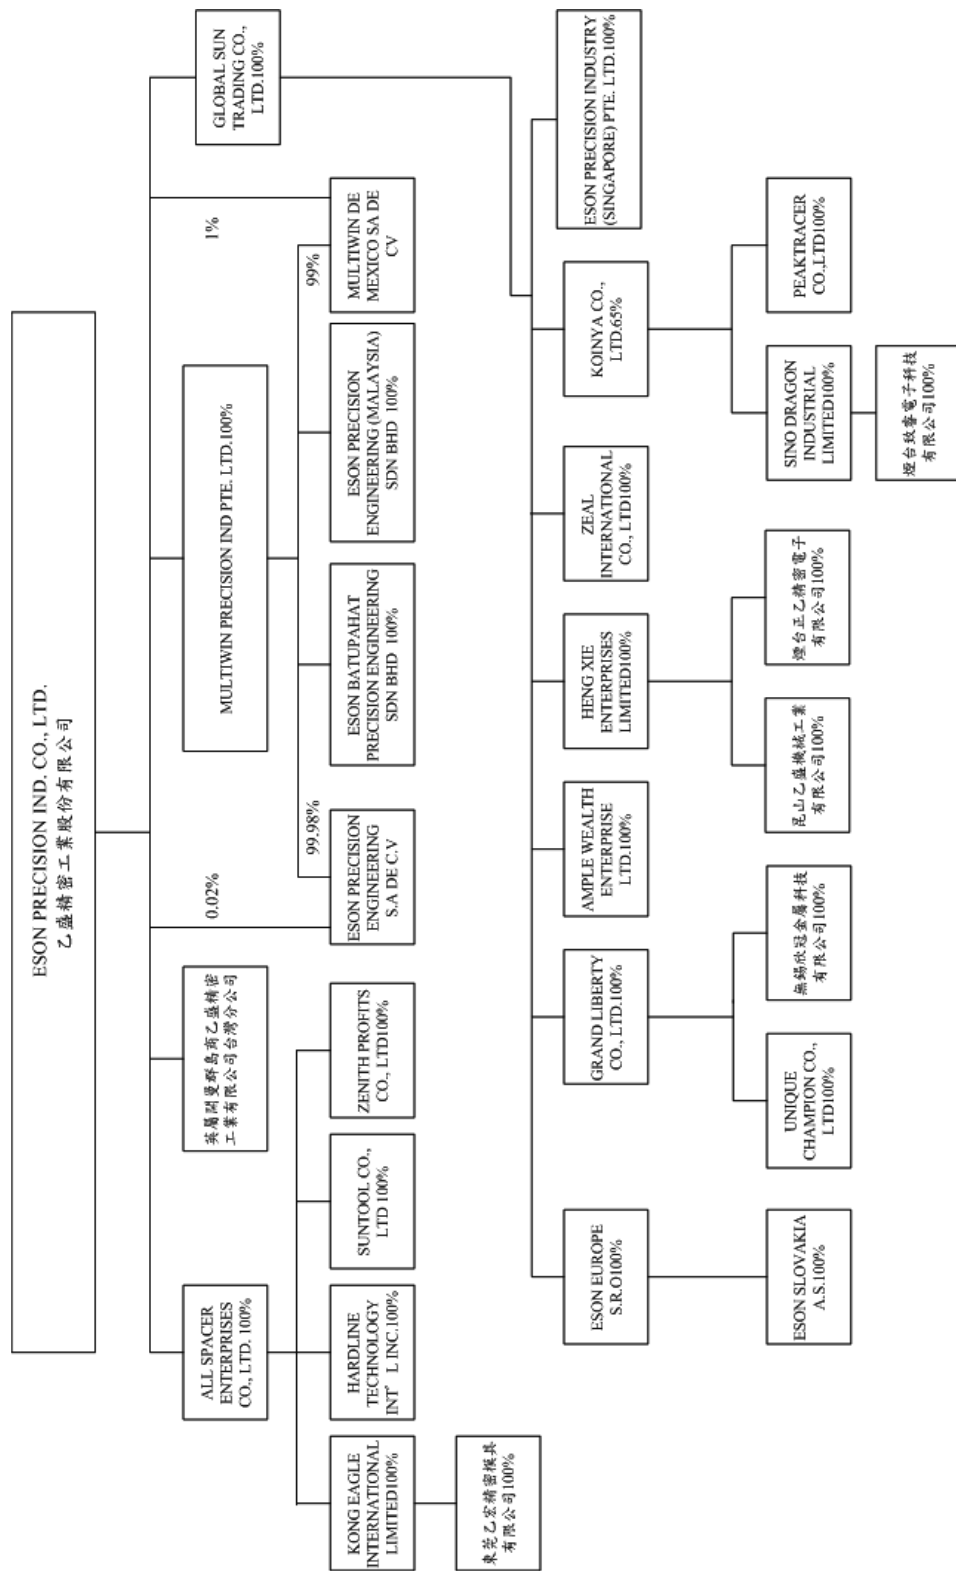 ESON PRECISION IND. CO., LTD.
乙盛精密工業股份有限公司
ALL SPACER
ENTERPRISES
CO., LTD. 100%
英屬開曼群島商乙盛精密
工業有限公司台灣分公司
0.02%
MULTIWIN PRECISION IND PTE. LTD.100%
1%
GLOBAL SUN
TRADING CO.,
LTD.100%
99.98%
99%
KONG EAGLE
INTERNATIONAL
LIMITED100%
HARDLINE
TECHNOLOGY
INT'L INC.100%
SUNTOOL CO.,
LTD 100%
ZENITH PROFITS
CO., LTD100%
ESON PRECISION
ENGINEERING
S.A DE C.V
ESON BATUPAHAT
PRECISION ENGINEERING
SDN BHD 100%
ESON PRECISION
ENGINEERING (MALAYSIA)
SDN BHD 100%
MULTIWIN DE
MEXICO SA DE
CV
東莞乙宏精密模具
有限公司100%
ESON EUROPE
S.R.O100%
GRAND LIBERTY
CO., LTD.100%
AMPLE WEALTH
ENTERPRISE
LTD.100%
HENG XIE
ENTERPRISES
LIMITED100%
ZEAL
INTERNATIONAL
CO., LTD100%
KOINYA CO.,
LTD.65%
ESON PRECISION INDUSTRY
(SINGAPORE) PTE. LTD.100%
ESON SLOVAKIA
A.S.100%
UNIQUE
CHAMPION CO.,
LTD100%
無錫欣冠金屬科技
有限公司100%
昆山乙盛機械工業
有限公司100%
煙台正乙精密電子
有限公司100%
SINO DRAGON
INDUSTRIAL
LIMITED100%
PEAKTRACER
CO.,LTD100%
煙台致睿電子科技
有限公司100%